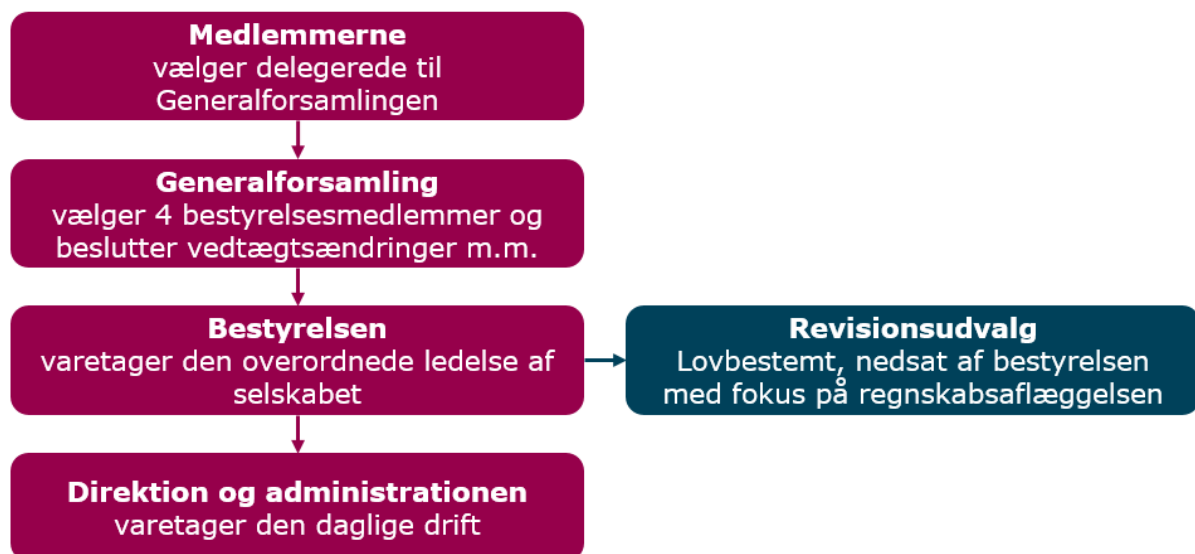 Medlemmerne
vælger delegerede til
Generalforsamlingen
Generalforsamling
vælger 4 bestyrelsesmedlemmer og
beslutter vedtægtsændringer m.m.
Bestyrelsen
varetager den overordnede ledelse af
selskabet
Revisionsudvalg
Lovbestemt, nedsat af bestyrelsen
med fokus på regnskabsaflæggelsen
Direktion og administrationen
varetager den daglige drift